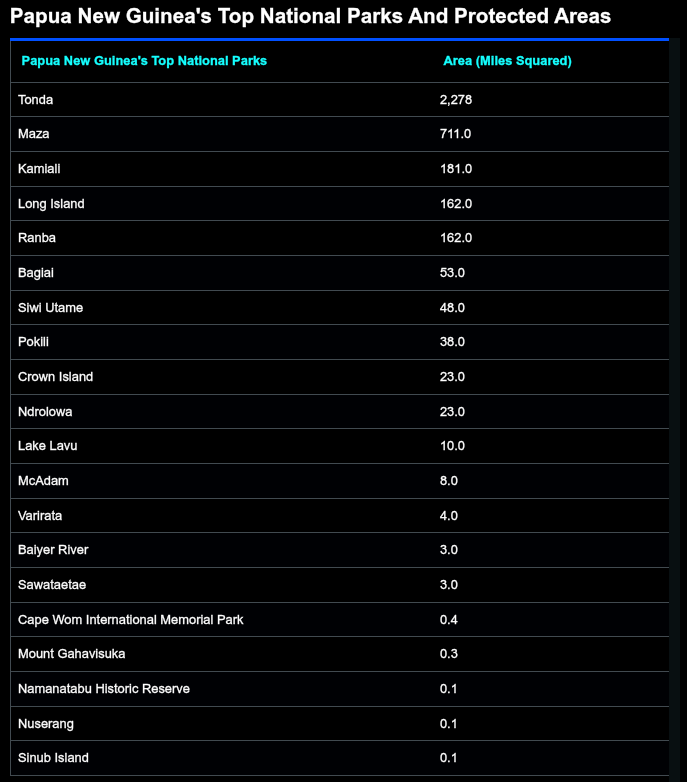 Papua New Guinea's Top National Parks And Protected Areas
Papua New Guinea's Top National Parks Area (Miles Squared)
Tonda 2,278
Maza 711.0
Kamiali 181.0
Long Island 162.0
Ranba 162.0
Bagiai 53.0
Siwi Utame 48.0
Pokili 38.0
Crown Island 23.0
Ndrolowa 23.0
Lake Lavu 10.0
McAdam 8.0
Varirata 4.0
Baiyer River 3.0
Sawataetae 3.0
Cape Wom International Memorial Park 0.4
Mount Gahavisuka 0.3
Namanatabu Historic Reserve 0.1
Nuserang 0.1
Sinub Island 0.1